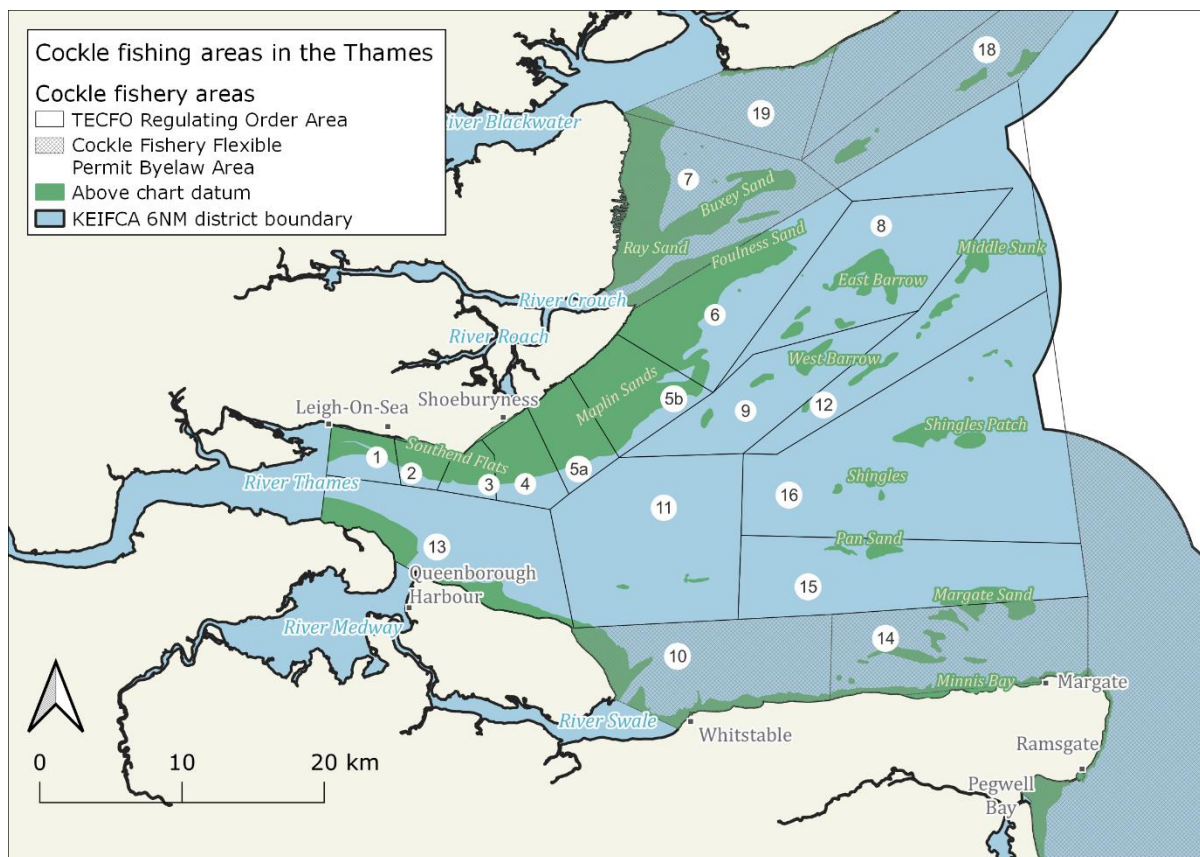 Cockle fishing areas in the Thames
Cockle fishery areas
TECFO Regulating Order Area
Cockle Fishery Flexible
Permit Byelaw Area
Above chart datum
KEIFCA 6NM district boundary
18
19
River Blackwater
7
Buxey Sand
8
Ray Sand
Foulness Sand
Middle Sunk
East Barrow
River Crouch
6
River Roach
West Barrow
Maplin Sands
5b
9
12
Shoeburyness
Leigh-On-Sea
Shingles Patch
Southend Flats
1
2
3
4
5a
River Thames
Shingles
16
11
Pan Sand
13
Queenborough
Harbour
15
Margate Sand
River Medway
14
10
Minnis Bay
Margate
River Swale
Whitstable
Ramsgate
Pegwell
Bay
0 10 20 km